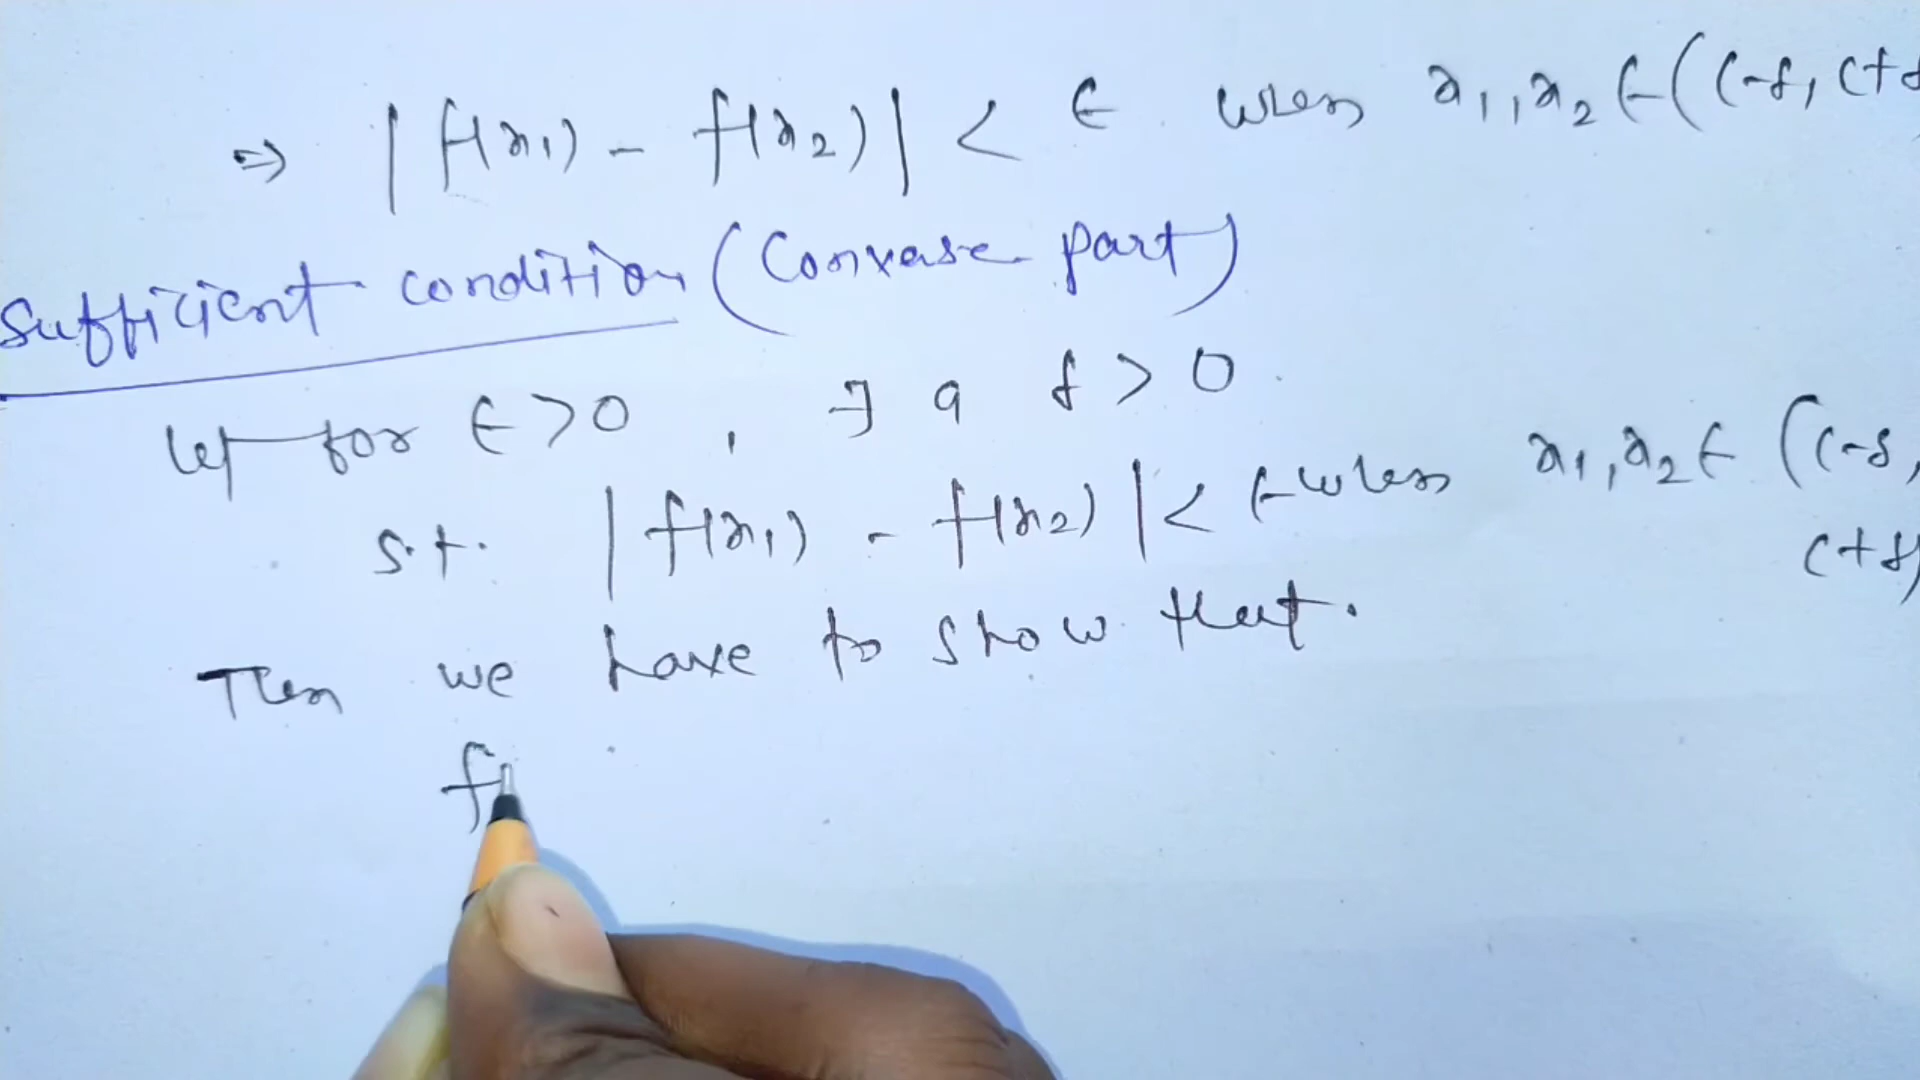 ⇒ |f(x₁) - f(x₂)| < ϵ when x₁, x₂ ∈ (c-δ, c+δ
Sufficient condition (Converse part)
let for ϵ > 0, ∃ a δ > 0
s.t. |f(x₁) - f(x₂)| < ϵ when x₁, x₂ ∈ (c-δ,
c+δ)
Then we have to show that.
f